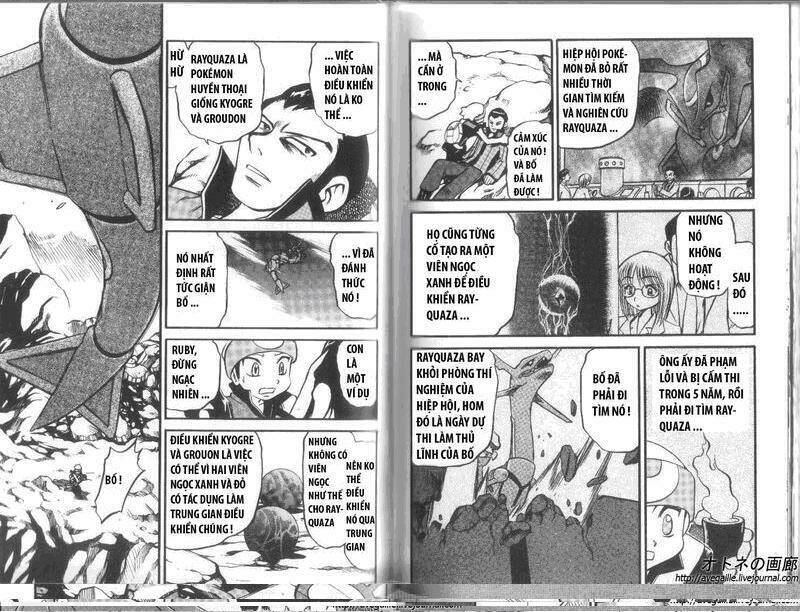 HIỆP HỘI POKÉ-
MON ĐÃ BỎ RẤT
NHIỀU THỜI
GIAN TÌM KIẾM
VÀ NGHIÊN CỨU
RAYQUAZA ...
... MÀ
CẦN Ở
TRONG
...
CẢM XÚC
CỦA NÓ !
VÀ BỐ
ĐÃ LÀM
ĐƯỢC !
SAU
ĐÓ
.....
NHƯNG
NÓ
KHÔNG
HOẠT
ĐỘNG !
HỌ CŨNG TỪNG
CỐ TẠO RA MỘT
VIÊN NGỌC
XANH ĐỂ ĐIỀU
KHIỂN RAY-
QUAZA ...
ÔNG ẤY ĐÃ PHẠM
LỖI VÀ BỊ CẤM THI
TRONG 5 NĂM, RỒI
PHẢI ĐI TÌM RAY-
QUAZA ...
BỐ ĐÃ
PHẢI ĐI
TÌM NÓ !
RAYQUAZA BAY
KHỎI PHÒNG THÍ
NGHIỆM CỦA
HIỆP HỘI, HOM
ĐÓ LÀ NGÀY DỰ
THI LÀM THỦ
LĨNH CỦA BỐ
... VIỆC
HOÀN TOÀN
ĐIỀU KHIỂN
NÓ LÀ KO
THỂ ...
HỪ
HỪ
RAYQUAZA LÀ
POKÉMON
HUYỀN THOẠI
GIỐNG KYOGRE
VÀ GROUDON
... VÌ ĐÃ
ĐÁNH
THỨC
NÓ !
NÓ NHẤT
ĐỊNH RẤT
TỨC GIẬN
BỐ ...
CON
LÀ
MỘT
VÍ DỤ
RUBY,
ĐỪNG
NGẠC
NHIÊN ...
NHƯNG
KHÔNG CÓ
VIÊN
NGỌC
NHƯ THẾ
CHO RAY-
QUAZA
NÊN KO
THỂ
ĐIỀU
KHIỂN
NÓ QUA
TRUNG
GIAN
ĐIỀU KHIỂN KYOGRE
VÀ GROUON LÀ VIỆC
CÓ THỂ VÌ HAI VIÊN
NGỌC XANH VÀ ĐỎ
CÓ TÁC DỤNG LÀM
TRUNG GIAN ĐIỀU
KHIỂN CHÚNG !
BỐ !
オトネの画廊
http://avegaille.livejournal.com/